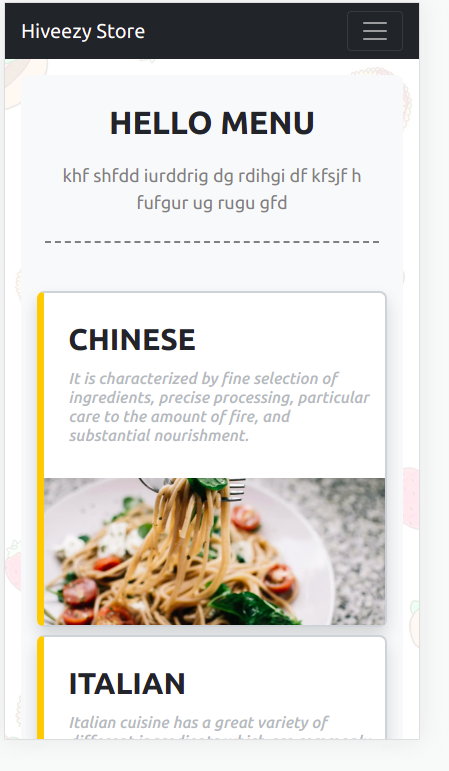 Hiveezy Store
HELLO MENU
khf shfdd iurddrig dg rdihgi df kfsjf h
fufgur ug rugu gfd
CHINESE
It is characterized by fine selection of
ingredients, precise processing, particular
care to the amount of fire, and
substantial nourishment.
ITALIAN
Italian cuisine has a great variety of